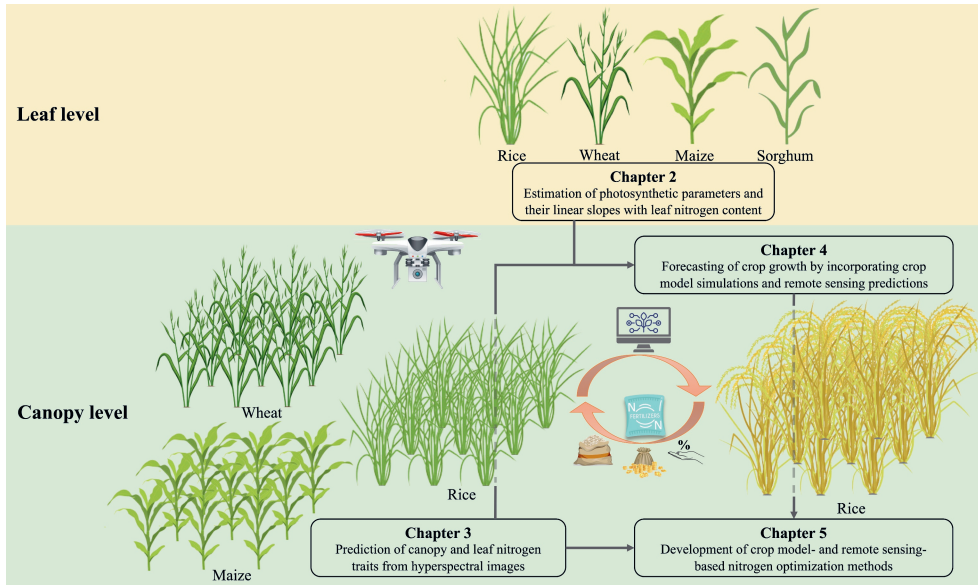 Leaf level
Rice
Wheat
Maize
Sorghum
Chapter 2
Estimation of photosynthetic parameters and
their linear slopes with leaf nitrogen content
Chapter 4
Forecasting of crop growth by incorporating crop
model simulations and remote sensing predictions
Canopy level
Wheat
N
FERTILIZERS
N
%
Rice
Rice
Maize
Chapter 3
Prediction of canopy and leaf nitrogen
traits from hyperspectral images
Chapter 5
Development of crop model- and remote sensing-
based nitrogen optimization methods